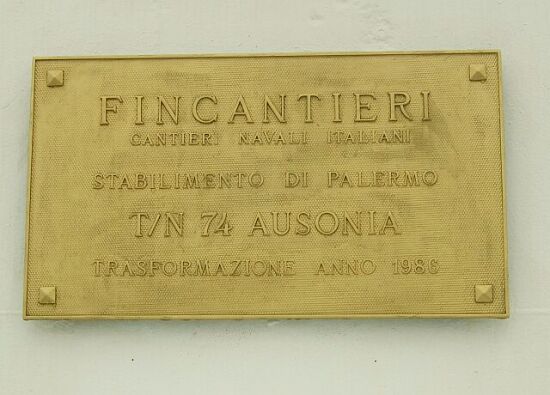 FINCANTIERI
CANTIERI NAVALI ITALIANI
STABILIMENTO DI PALERMO
T/N 74 AUSONIA
TRASFORMAZIONE ANNO 1986